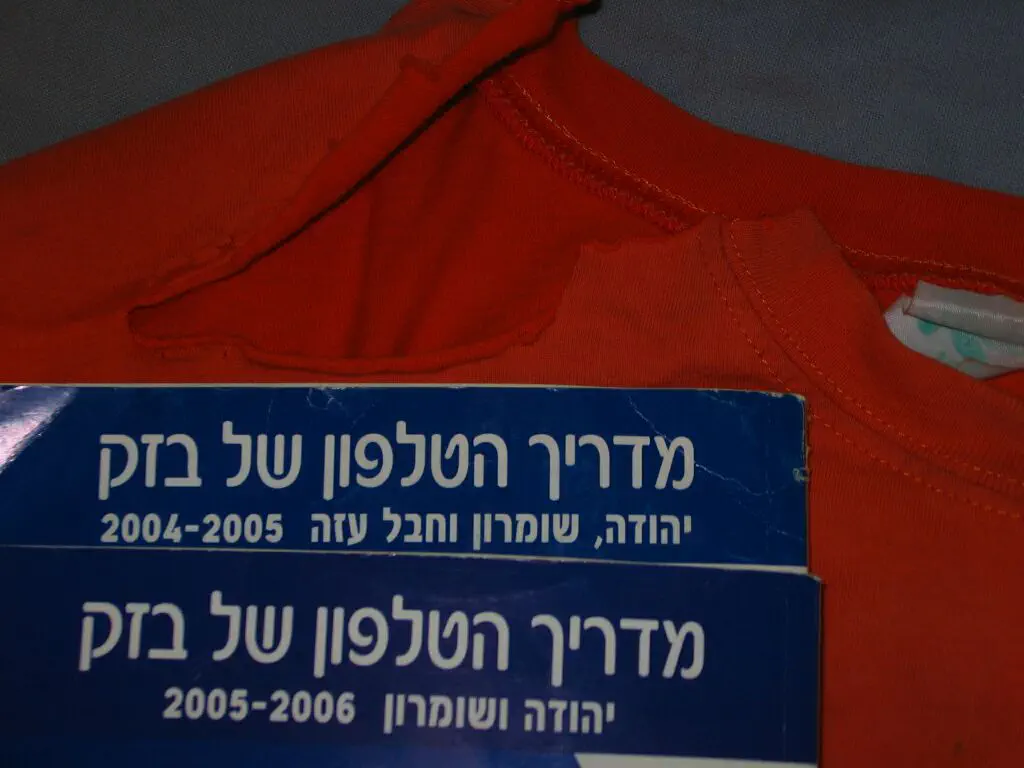 מדריך הטלפון של בזק
יהודה, שומרון וחבל עזה 2004-2005
מדריך הטלפון של בזק
יהודה ושומרון 2005-2006